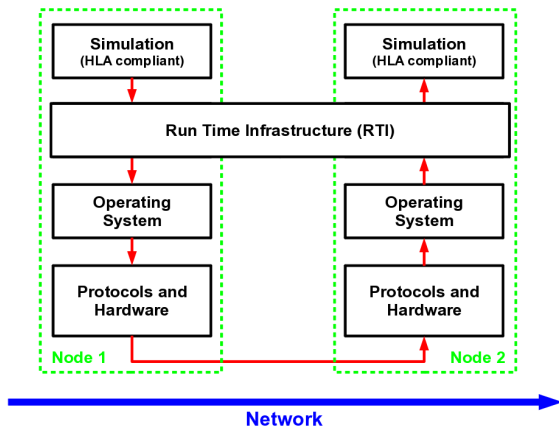 Simulation
(HLA compliant)
Simulation
(HLA compliant)
Run Time Infrastructure (RTI)
Operating
System
Operating
System
Protocols and
Hardware
Protocols and
Hardware
Node 1
Node 2
Network